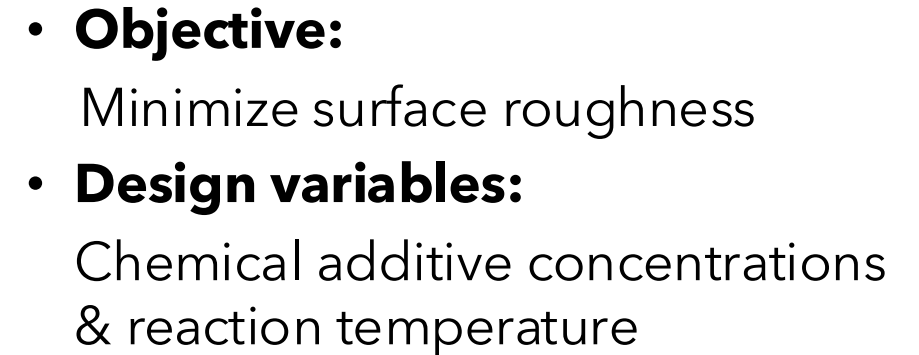 • Objective:
Minimize surface roughness
• Design variables:
Chemical additive concentrations
& reaction temperature